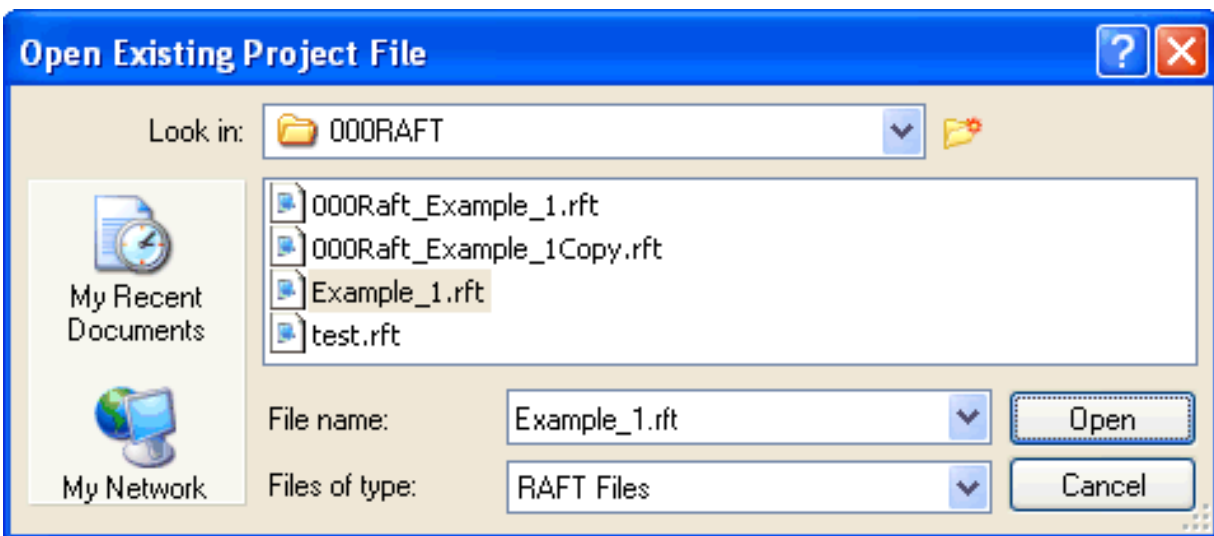 Open Existing Project File
Look in: 000RAFT
000Raft_Example_1.rft
000Raft_Example_1Copy.rft
Example_1.rft
test.rft
My Recent
Documents
My Network
File name: Example_1.rft Open
Files of type: RAFT Files Cancel